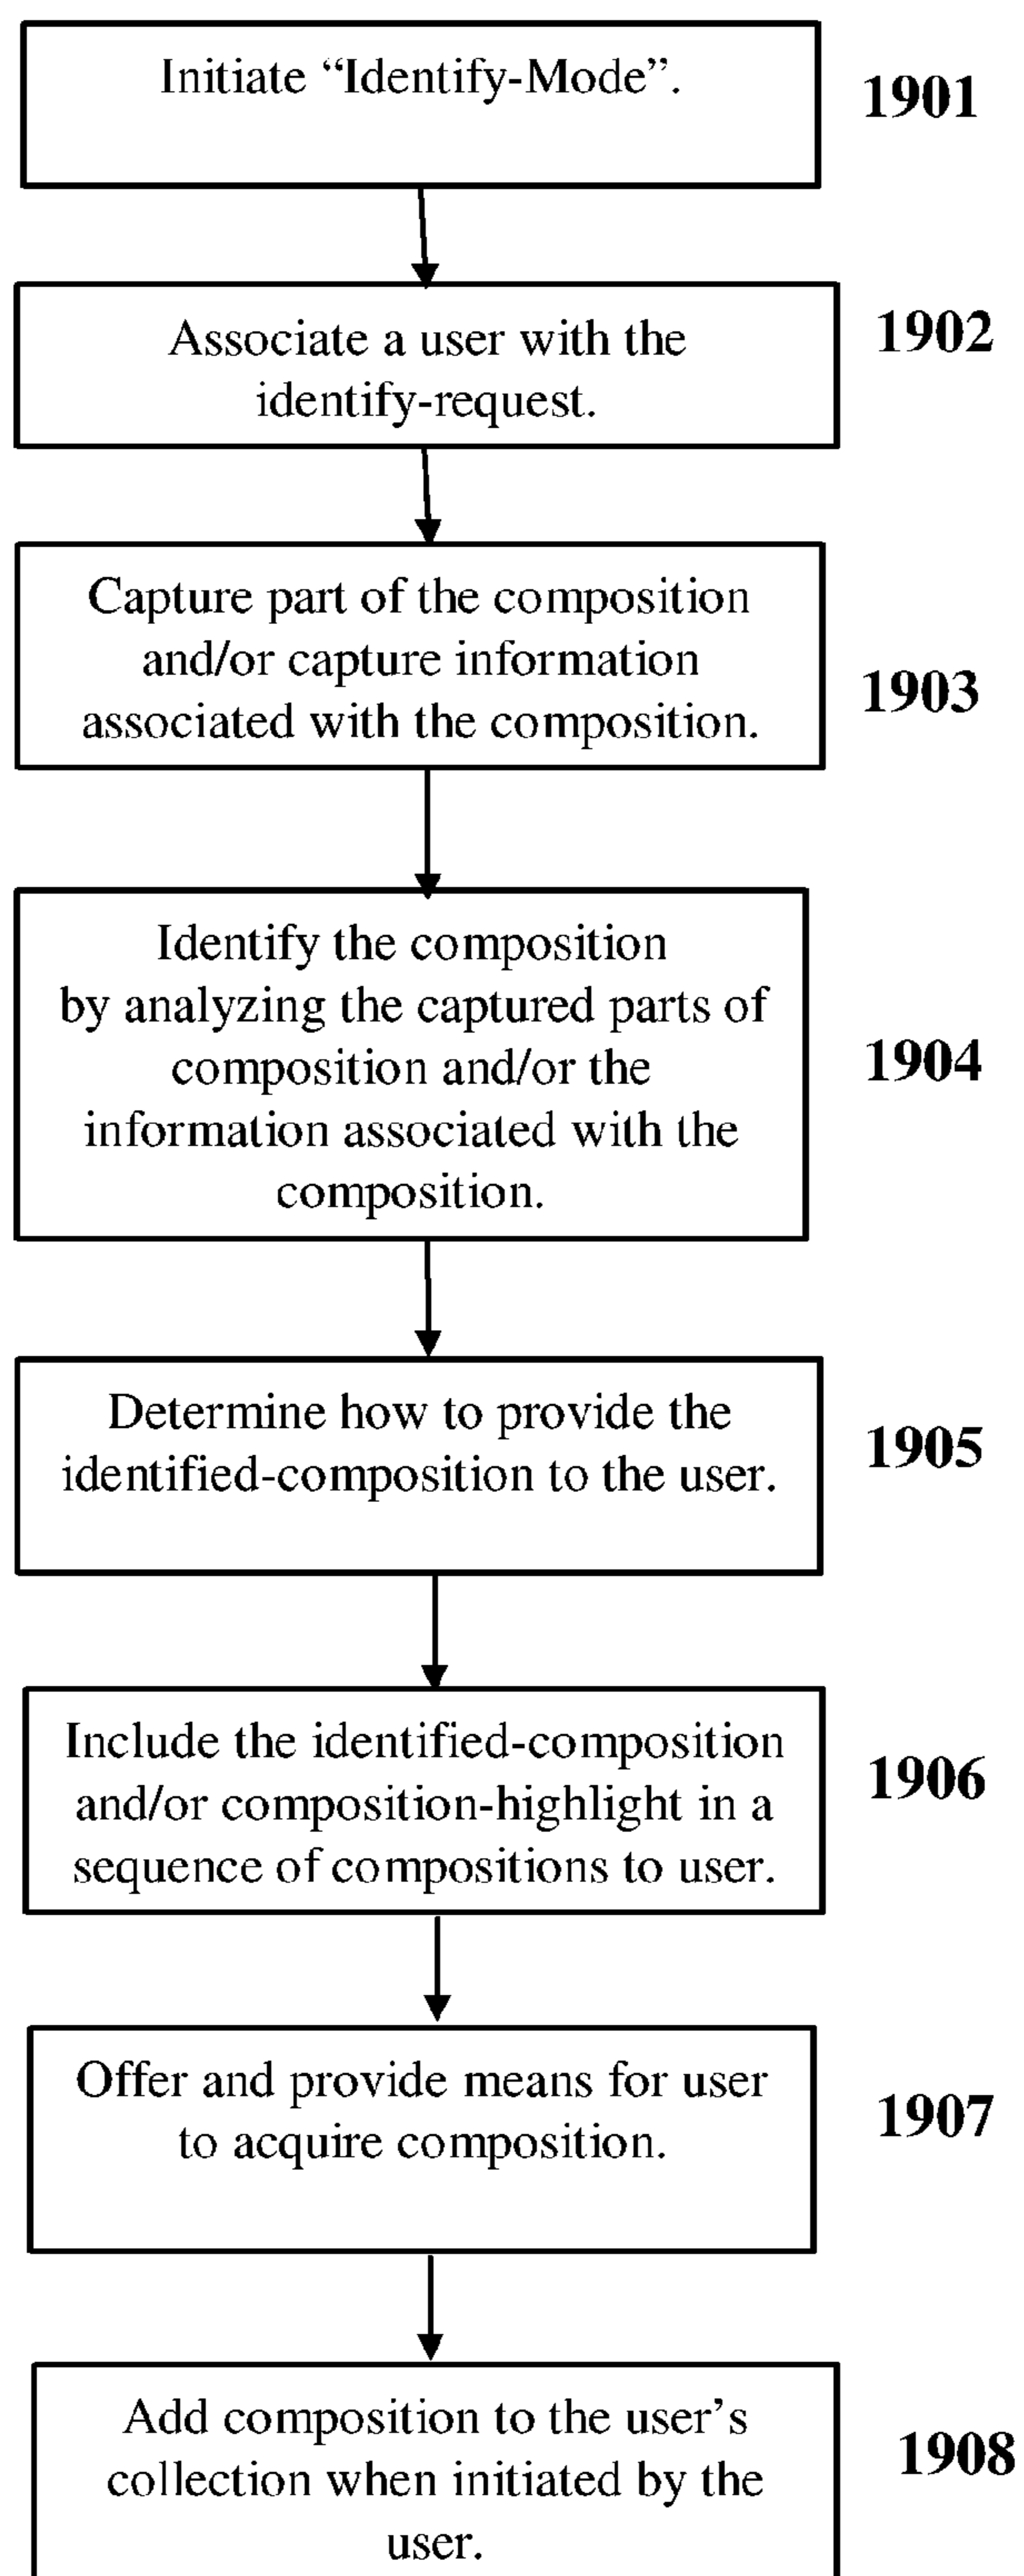 Initiate “Identify-Mode”.
1901
Associate a user with the
identify-request.
1902
Capture part of the composition
and/or capture information
associated with the composition.
1903
Identify the composition
by analyzing the captured parts of
composition and/or the
information associated with the
composition.
1904
Determine how to provide the
identified-composition to the user.
1905
Include the identified-composition
and/or composition-highlight in a
sequence of compositions to user.
1906
Offer and provide means for user
to acquire composition.
1907
Add composition to the user’s
collection when initiated by the
user.
1908